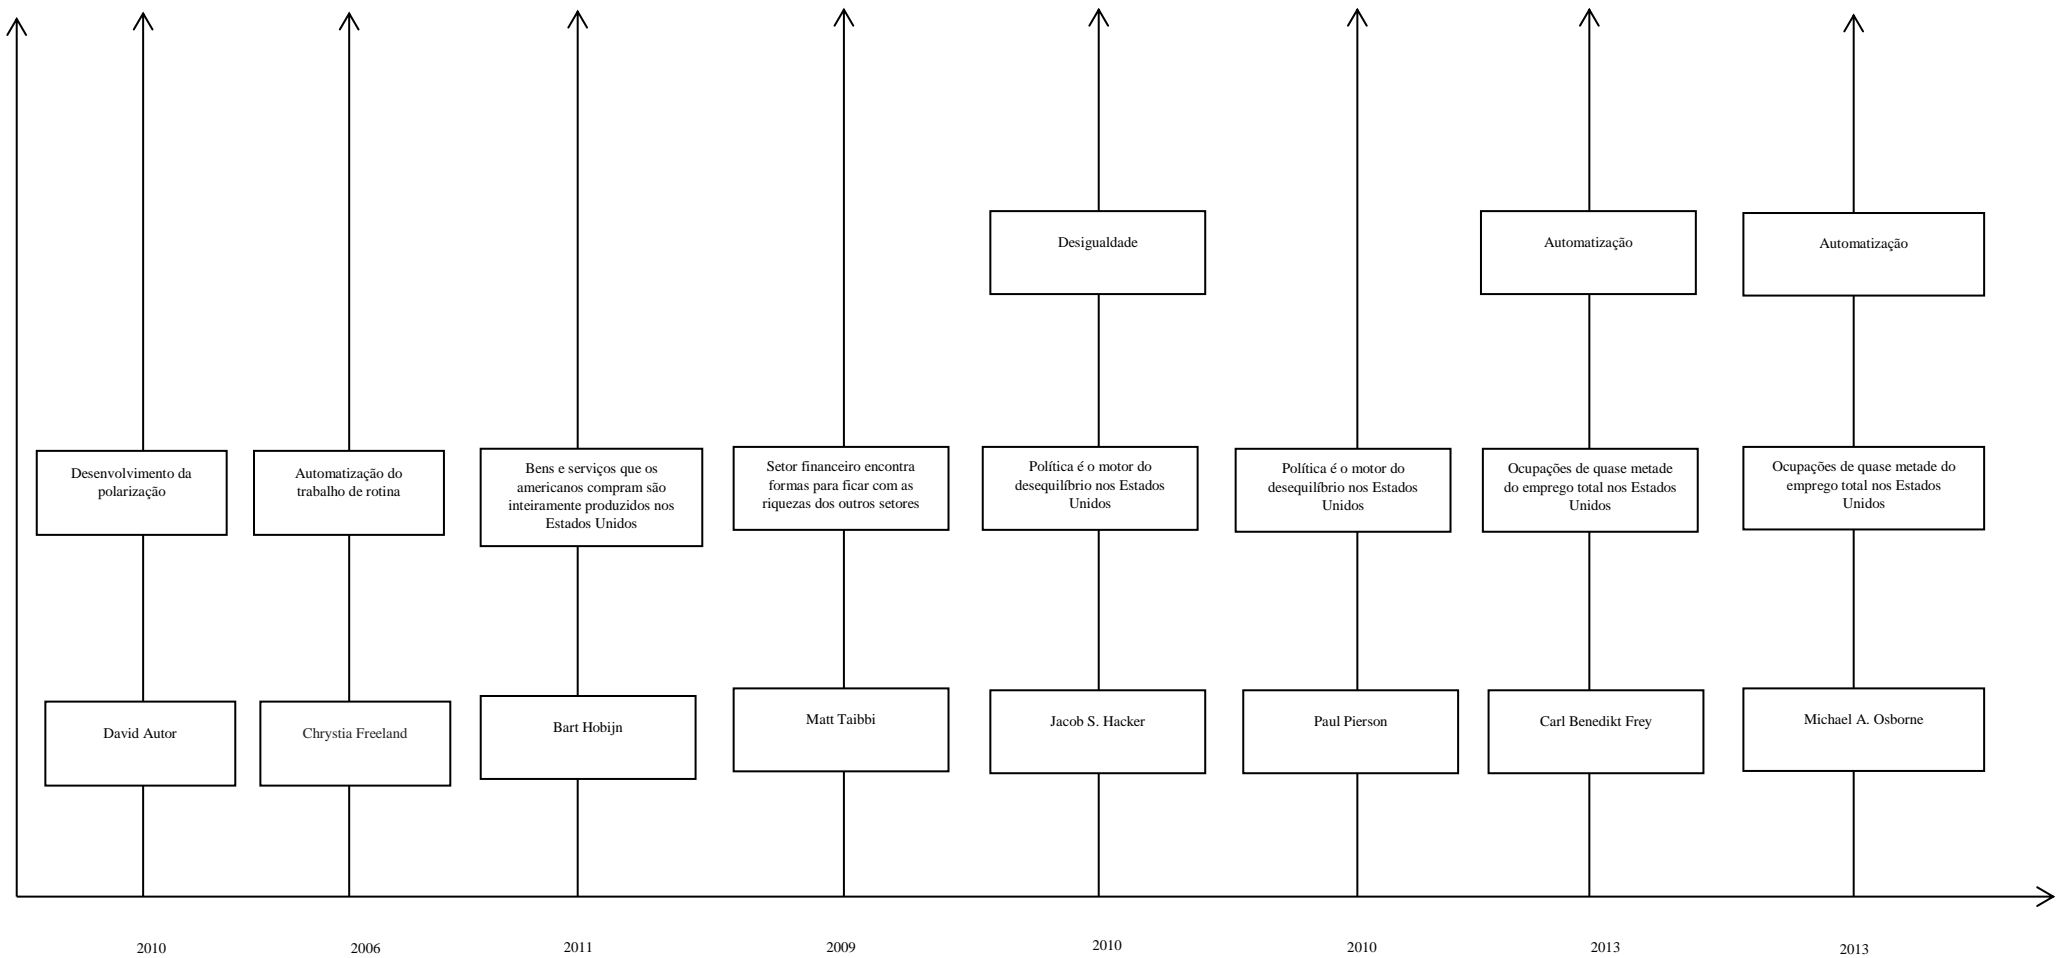 Desigualdade
Automatização
Automatização
Desenvolvimento da
polarização
Automatização do
trabalho de rotina
Bens e serviços que os
americanos compram são
inteiramente produzidos nos
Estados Unidos
Setor financeiro encontra
formas para ficar com as
riquezas dos outros setores
Política é o motor do
desequilíbrio nos Estados
Unidos
Política é o motor do
desequilíbrio nos Estados
Unidos
Ocupações de quase metade
do emprego total nos Estados
Unidos
Ocupações de quase metade do
emprego total nos Estados
Unidos
David Autor
Chrystia Freeland
Bart Hobijn
Matt Taibbi
Jacob S. Hacker
Paul Pierson
Carl Benedikt Frey
Michael A. Osborne
2010
2006
2011
2009
2010
2010
2013
2013